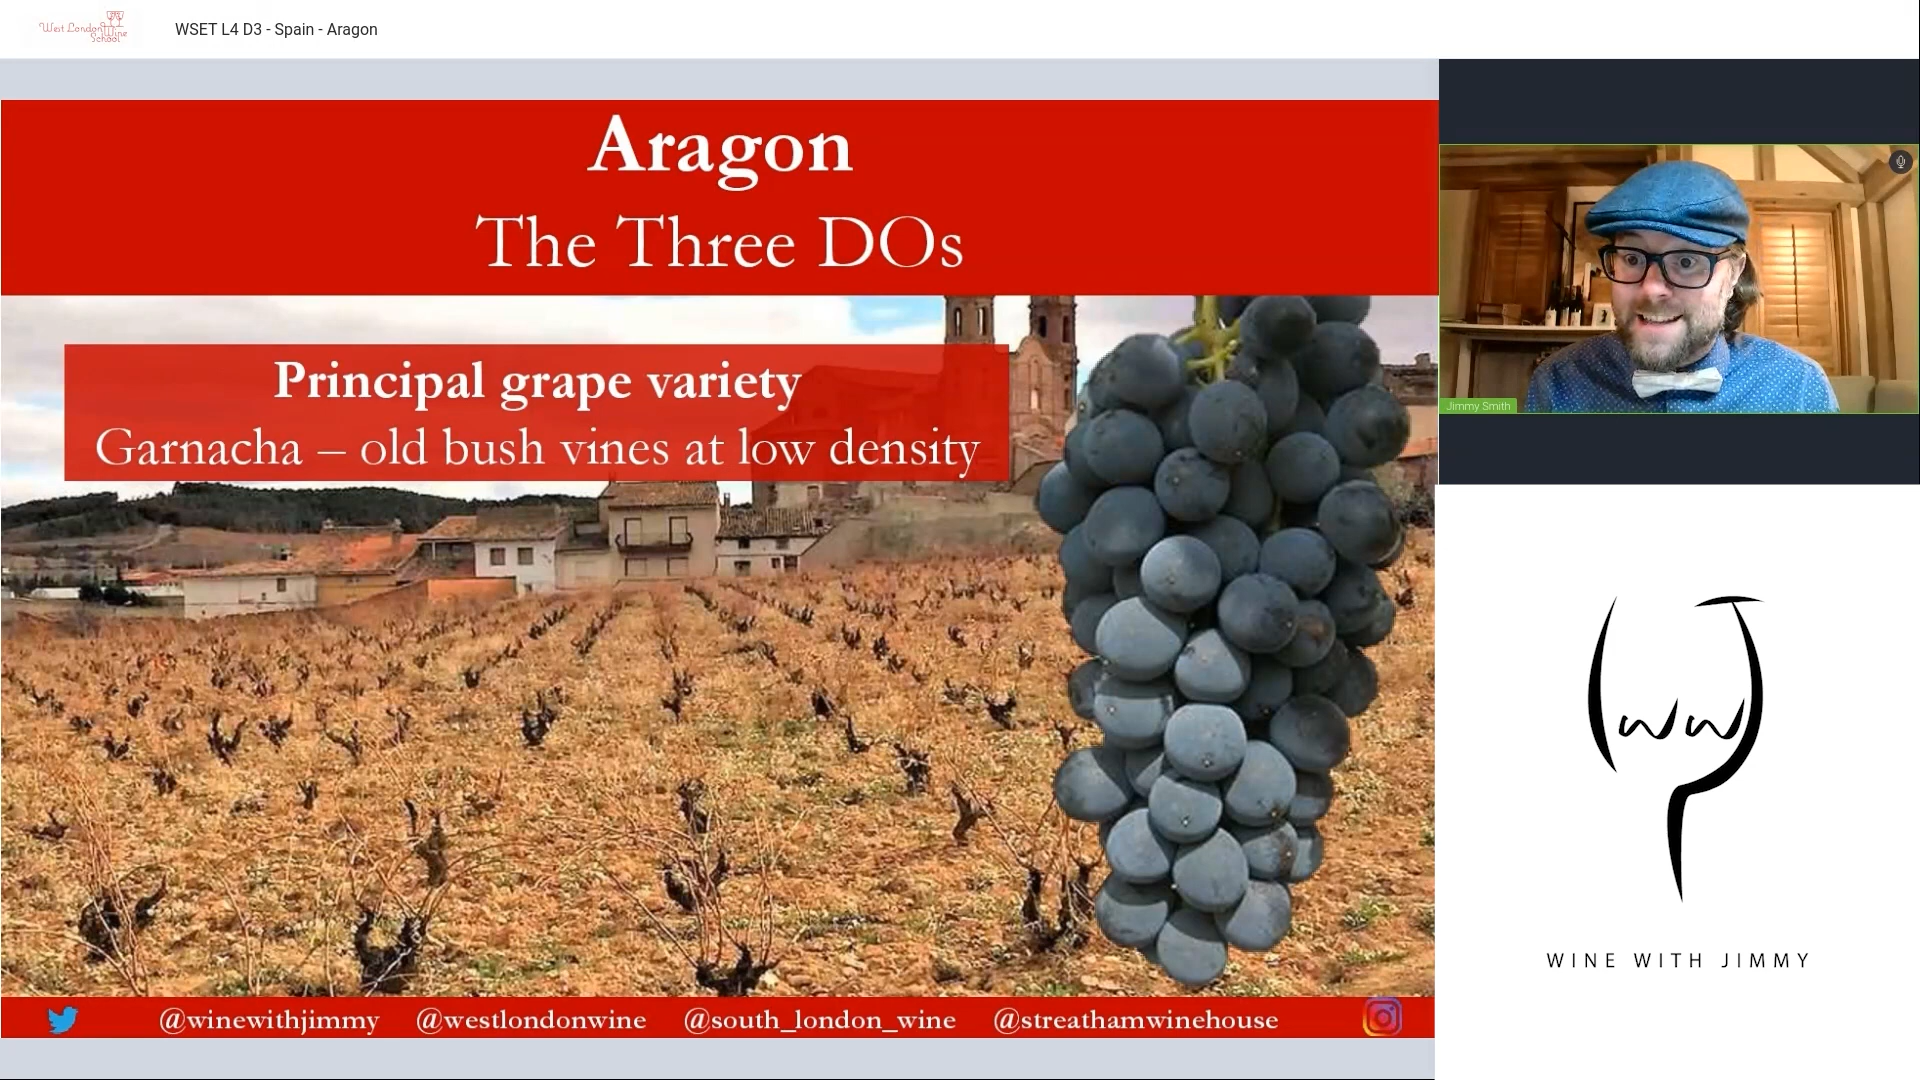 West London
Wine
School
WSET L4 D3 - Spain - Aragon
Aragon
The Three DOs
Principal grape variety
Garnacha – old bush vines at low density
@winewithjimmy @westlondonwine @south_london_wine @streathamwinehouse
Jimmy Smith
ww
WINE WITH JIMMY